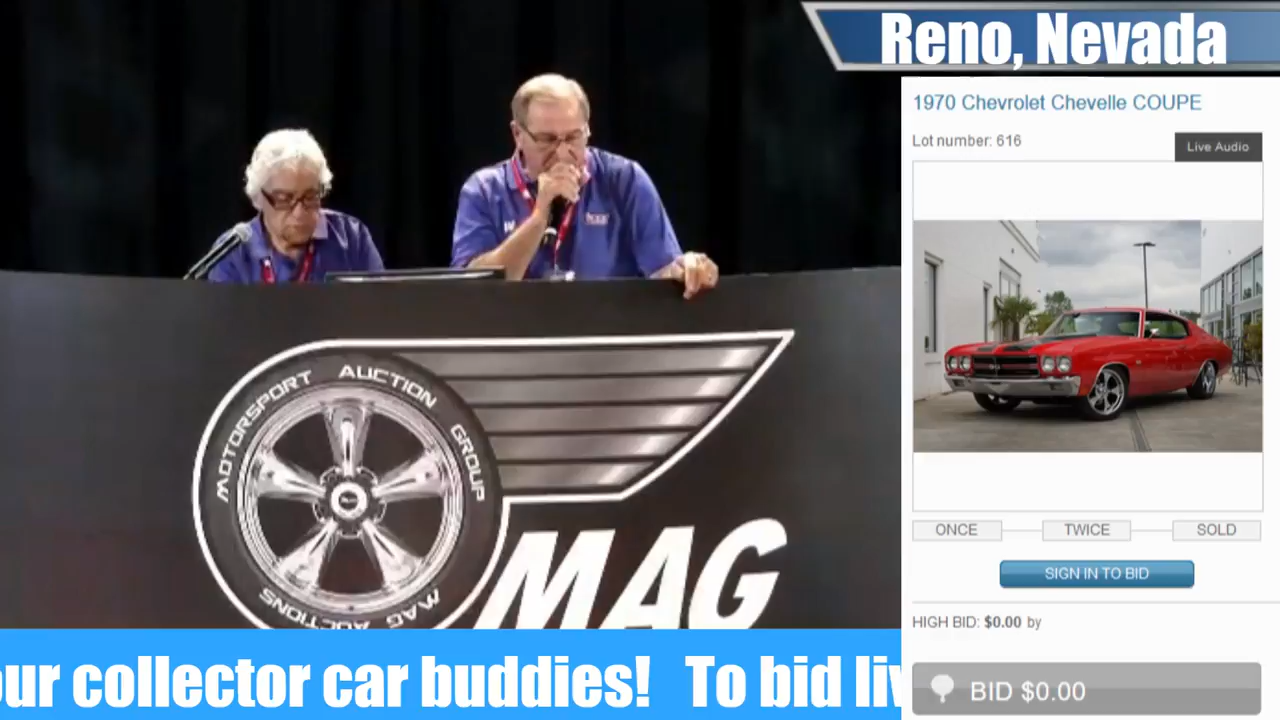 Reno, Nevada
1970 Chevrolet Chevelle COUPE
Lot number: 616
Live Audio
ONCE
TWICE
SOLD
SIGN IN TO BID
HIGH BID: $0.00 by
BID $0.00
MOTORSPORT AUCTION GROUP
MAG AUCTIONS
MAG
our collector car buddies! To bid liv